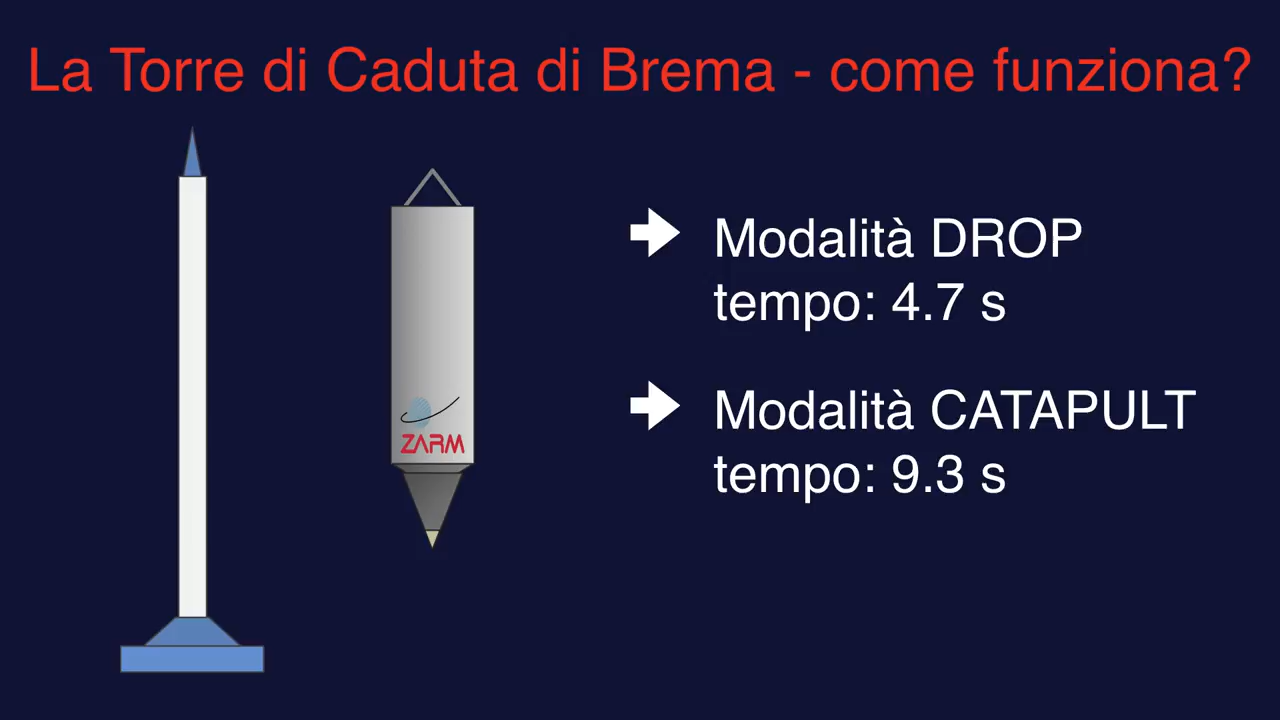 La Torre di Caduta di Brema - come funziona?
Modalità DROP
tempo: 4.7 s
Modalità CATAPULT
tempo: 9.3 s
ZARM